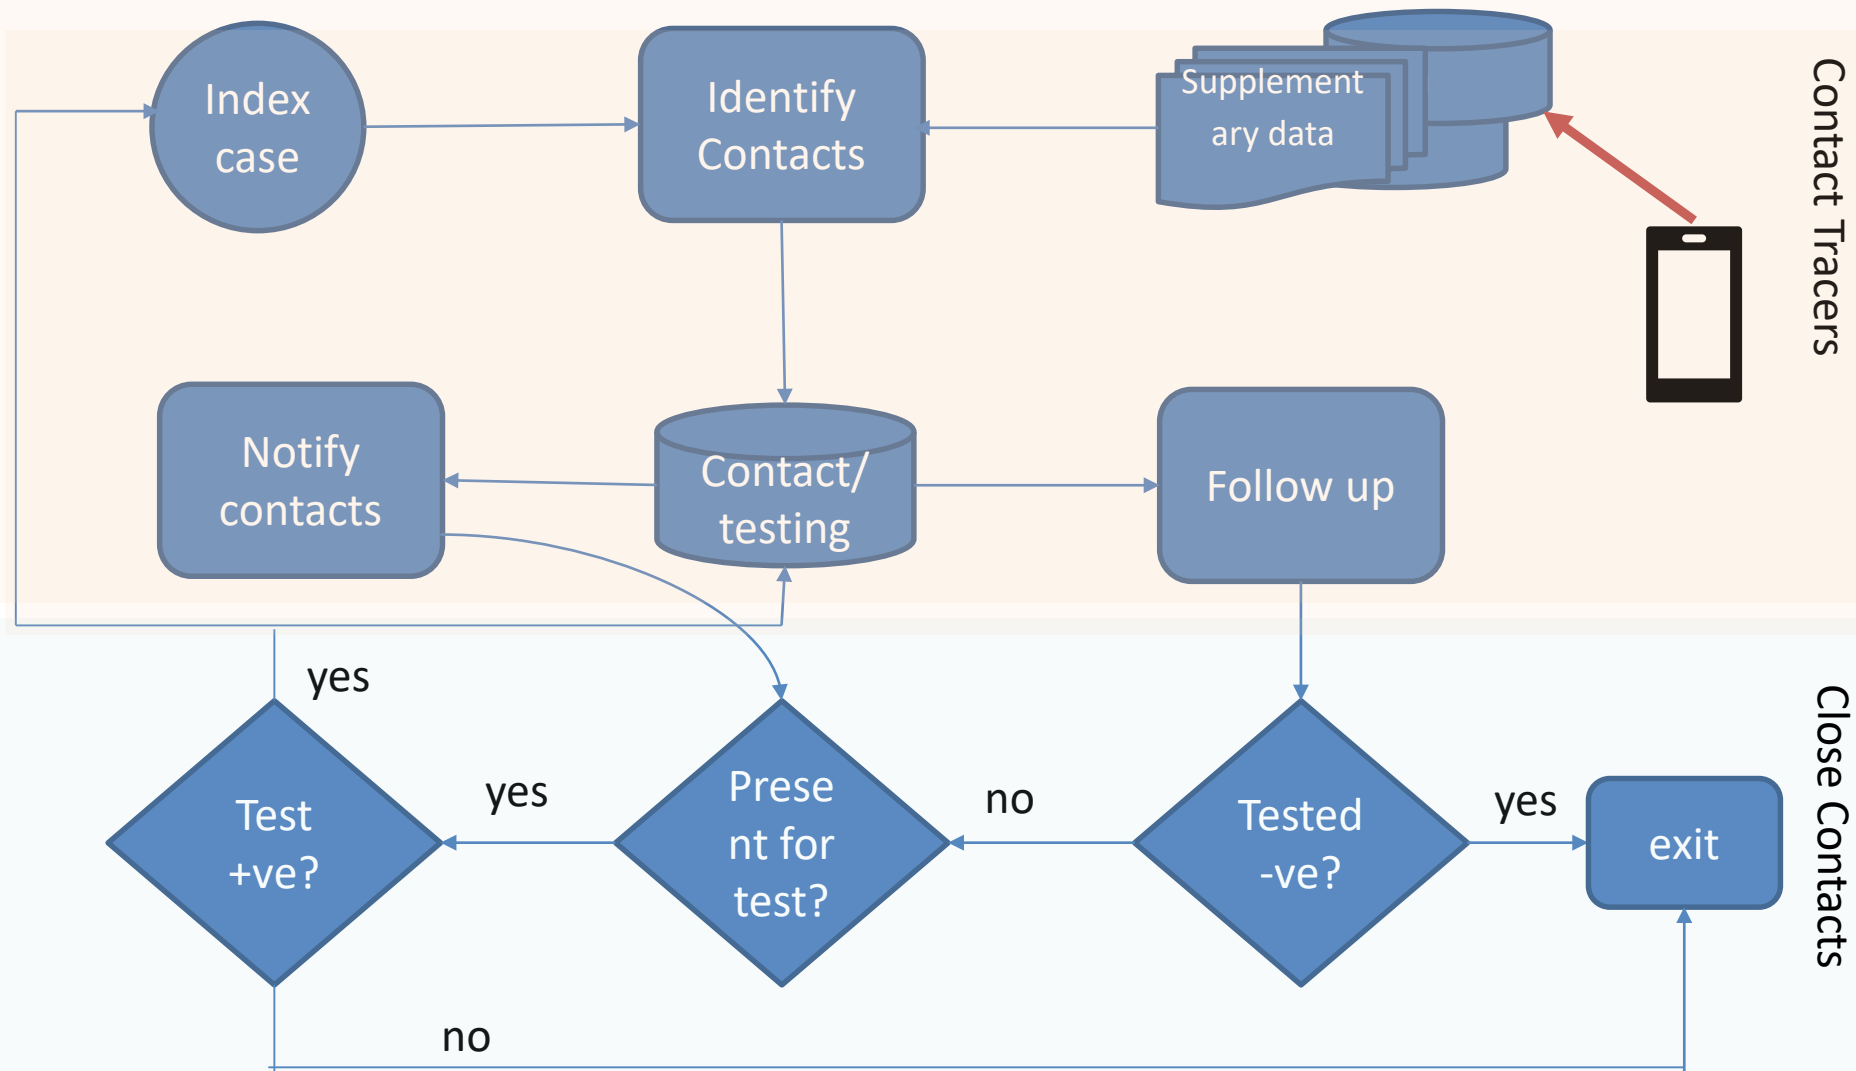 Index
case
Identify
Contacts
Supplement
ary data
Contact Tracers
Notify
contacts
Contact/
testing
Follow up
yes
Test
+ve?
yes
Prese
nt for
test?
no
Tested
-ve?
yes
exit
Close Contacts
no